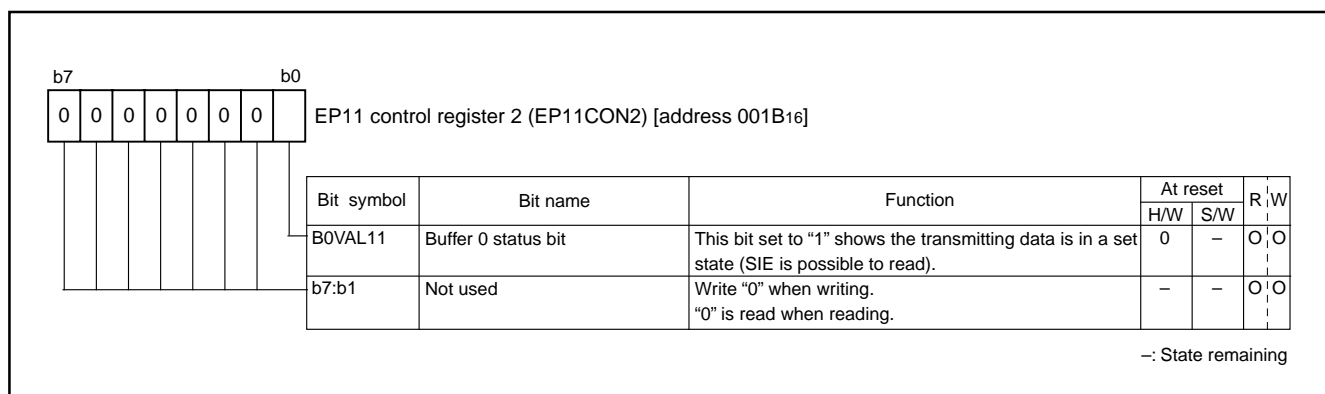 b7 b0
0 0 0 0 0 0 0
EP11 control register 2 (EP11CON2) [address 001B16]
Bit symbol Bit name Function At reset R W
H/W S/W
B0VAL11 Buffer 0 status bit This bit set to “1” shows the transmitting data is in a set 0 – O O
state (SIE is possible to read).
b7:b1 Not used Write “0” when writing. – – O O
“0” is read when reading.
–: State remaining